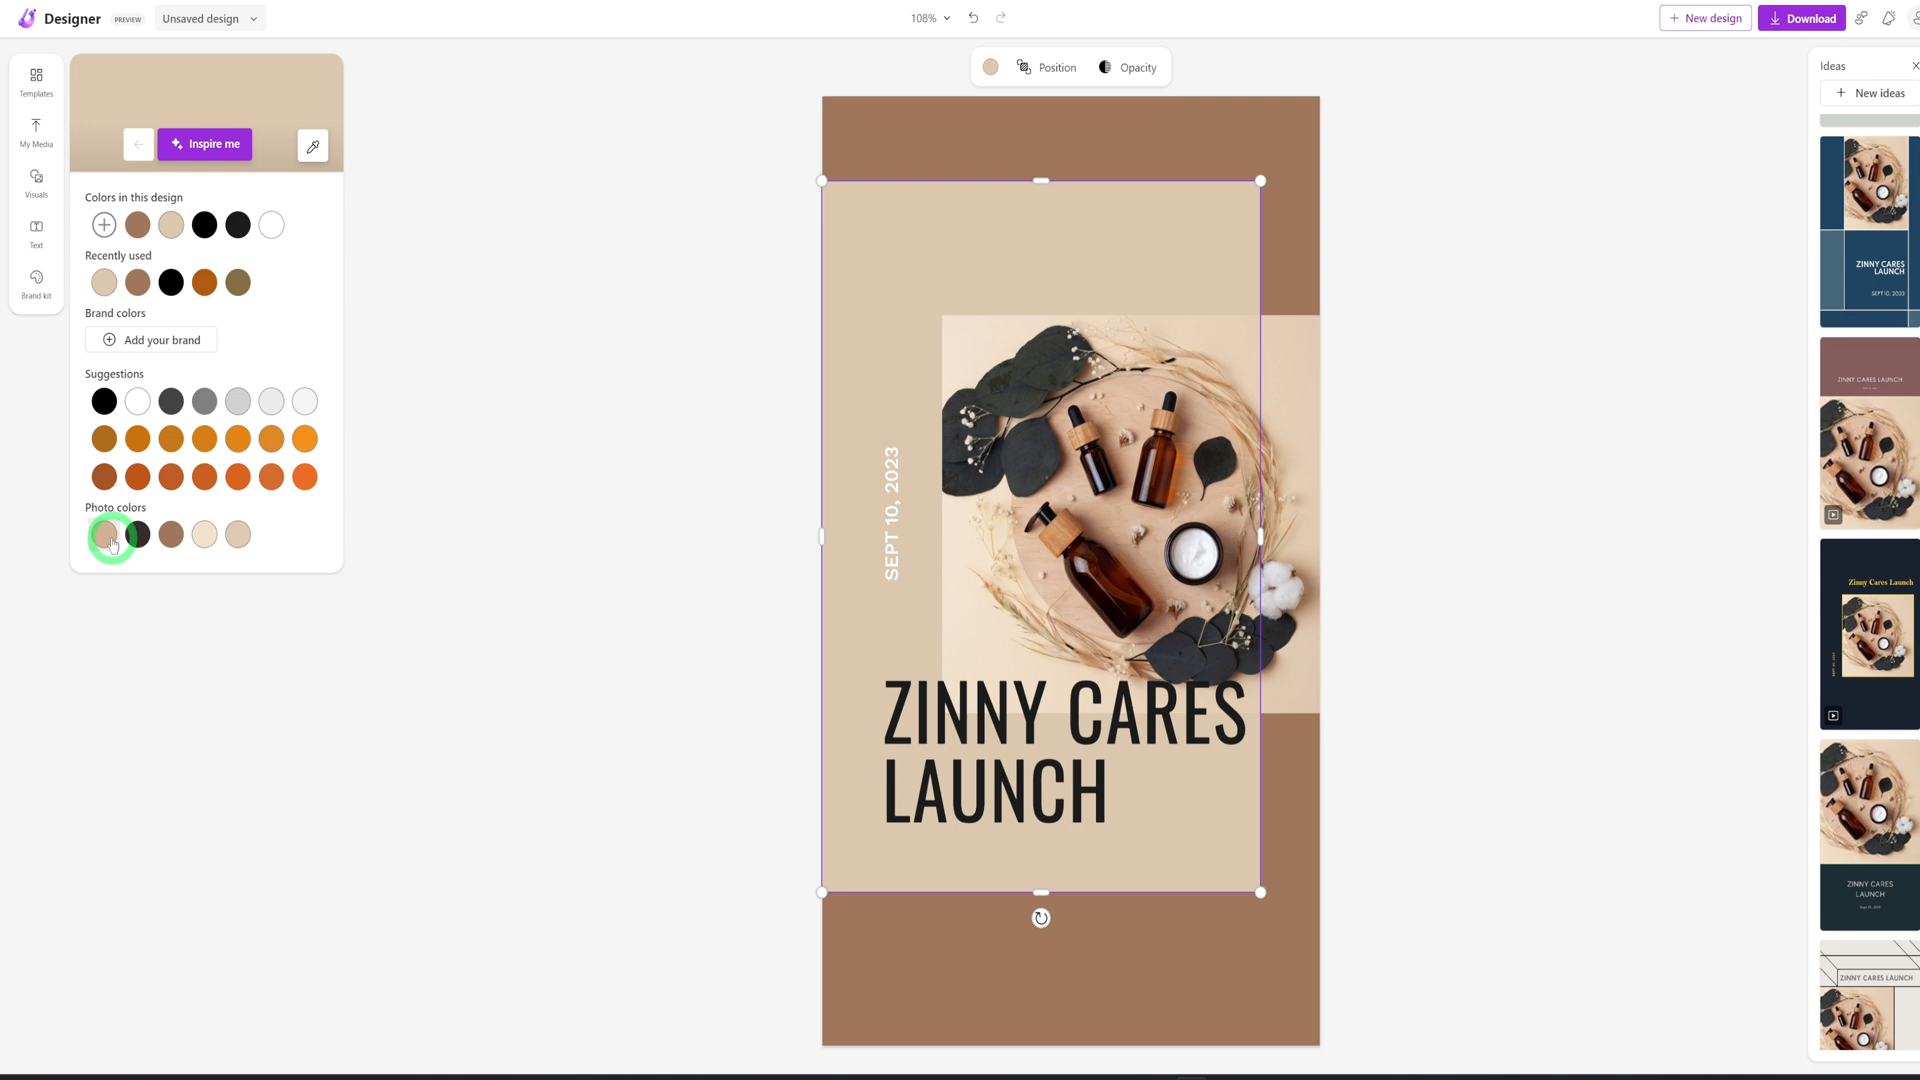 Designer
PREVIEW
Unsaved design
108%
New design
Download
Templates
My Media
Visuals
Text
Brand kit
Inspire me
Colors in this design
Recently used
Brand colors
Add your brand
Suggestions
Photo colors
Position
Opacity
SEPT 10, 2023
ZINNY CARES
LAUNCH
Ideas
New ideas
ZINNY CARES
LAUNCH
SEPT 10, 2023
ZINNY CARES LAUNCH
Zinny Cares Launch
ZINNY CARES
LAUNCH
ZINNY CARES LAUNCH